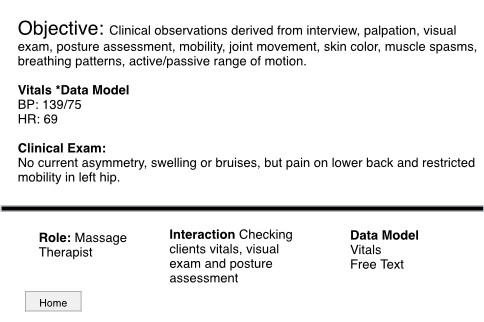 Objective: Clinical observations derived from interview, palpation, visual
exam, posture assessment, mobility, joint movement, skin color, muscle spasms,
breathing patterns, active/passive range of motion.
Vitals *Data Model
BP: 139/75
HR: 69
Clinical Exam:
No current asymmetry, swelling or bruises, but pain on lower back and restricted
mobility in left hip.
Role: Massage
Therapist
Interaction Checking
clients vitals, visual
exam and posture
assessment
Data Model
Vitals
Free Text
Home